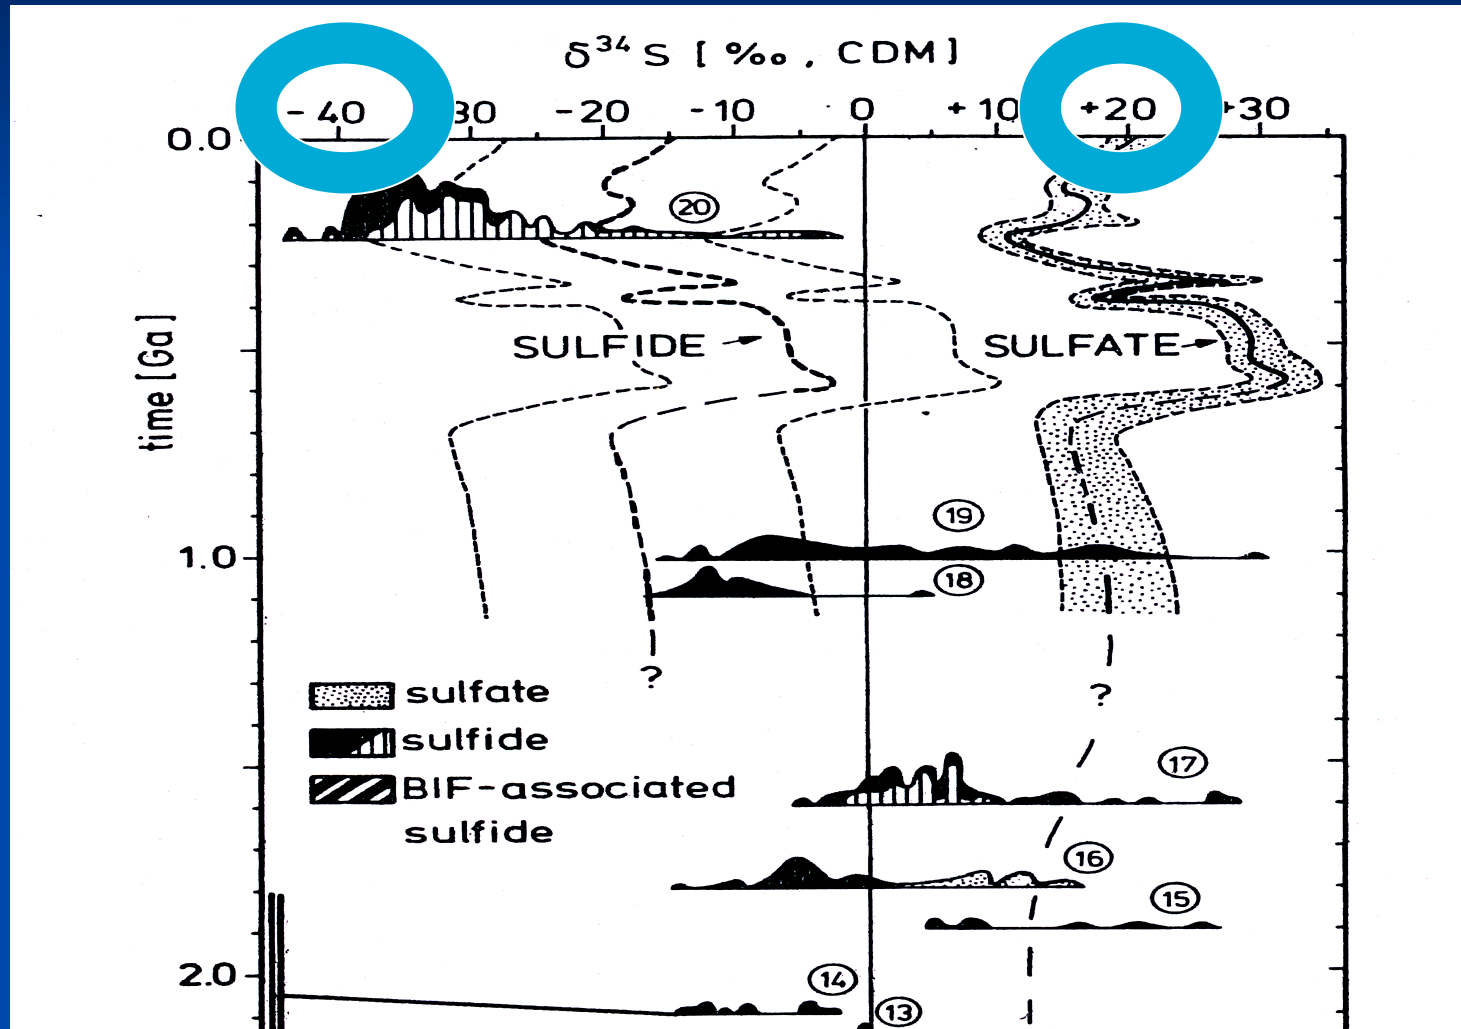 δ³⁴S [‰, CDM]
-40 30 -20 -10 0 +10 +20 +30
0.0
20
time [Ga]
SULFIDE SULFATE
19
1.0
18
? ?
sulfate
sulfide
17
BIF-associated
sulfide
16
15
2.0
14
13